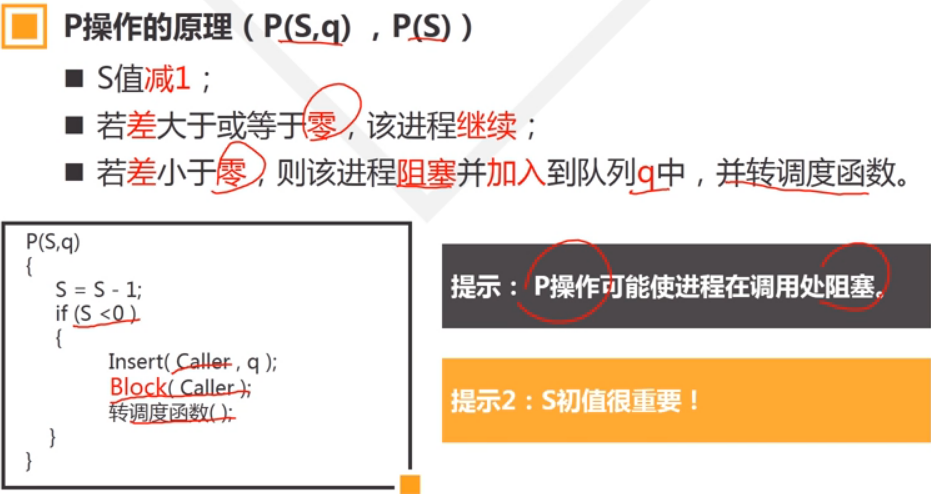 P操作的原理（P(S,q) ，P(S)）
■ S值减1；
■ 若差大于或等于零，该进程继续；
■ 若差小于零，则该进程阻塞并加入到队列q中，并转调度函数。
P(S,q)
{
S = S - 1;
if (S <0 )
{
Insert( Caller , q );
Block( Caller );
转调度函数( );
}
}
提示： P操作可能使进程在调用处阻塞。
提示2：S初值很重要！